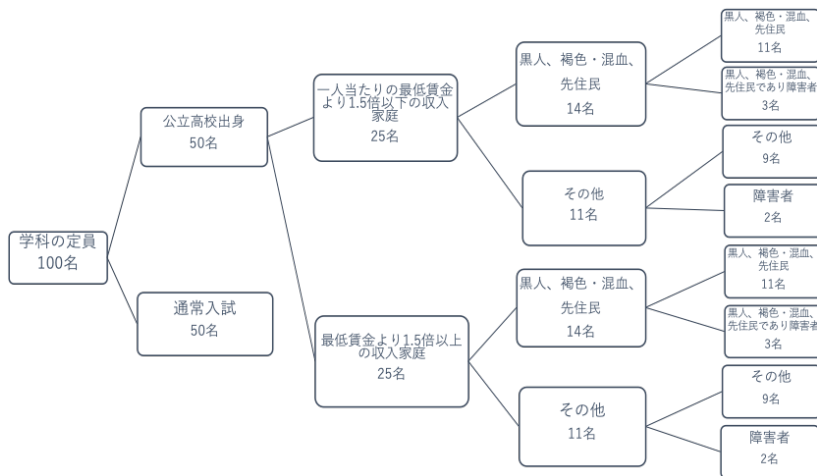 学科の定員
100名
公立高校出身
50名
通常入試
50名
一人当たりの最低賃金
より1.5倍以下の収入
家庭
25名
最低賃金より1.5倍以上
の収入家庭
25名
黒人、褐色・混血、
先住民
14名
その他
11名
黒人、褐色・混血、
先住民
14名
その他
11名
黒人、褐色・混血、
先住民
11名
黒人、褐色・混血、
先住民であり障害者
3名
その他
9名
障害者
2名
黒人、褐色・混血、
先住民
11名
黒人、褐色・混血、
先住民であり障害者
3名
その他
9名
障害者
2名